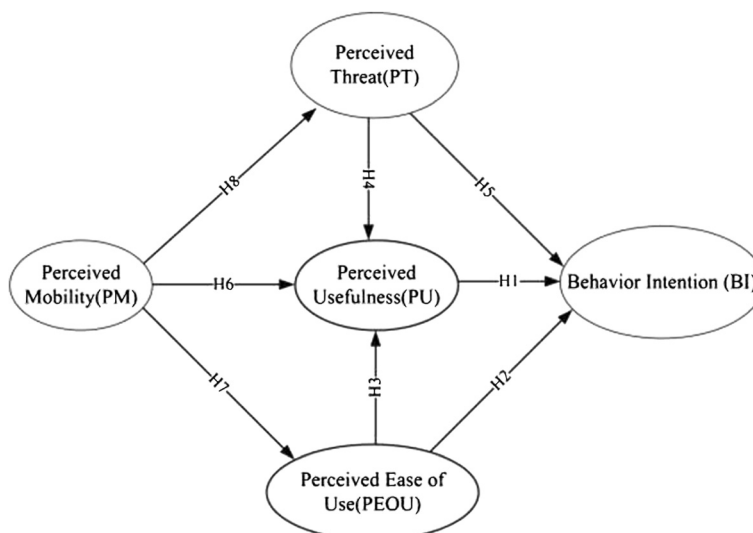 Perceived
Threat(PT)
H8
H4
H5
Perceived
Mobility(PM)
H6
Perceived
Usefulness(PU)
H1
Behavior Intention (BI)
H7
H3
H2
Perceived Ease of
Use(PEOU)